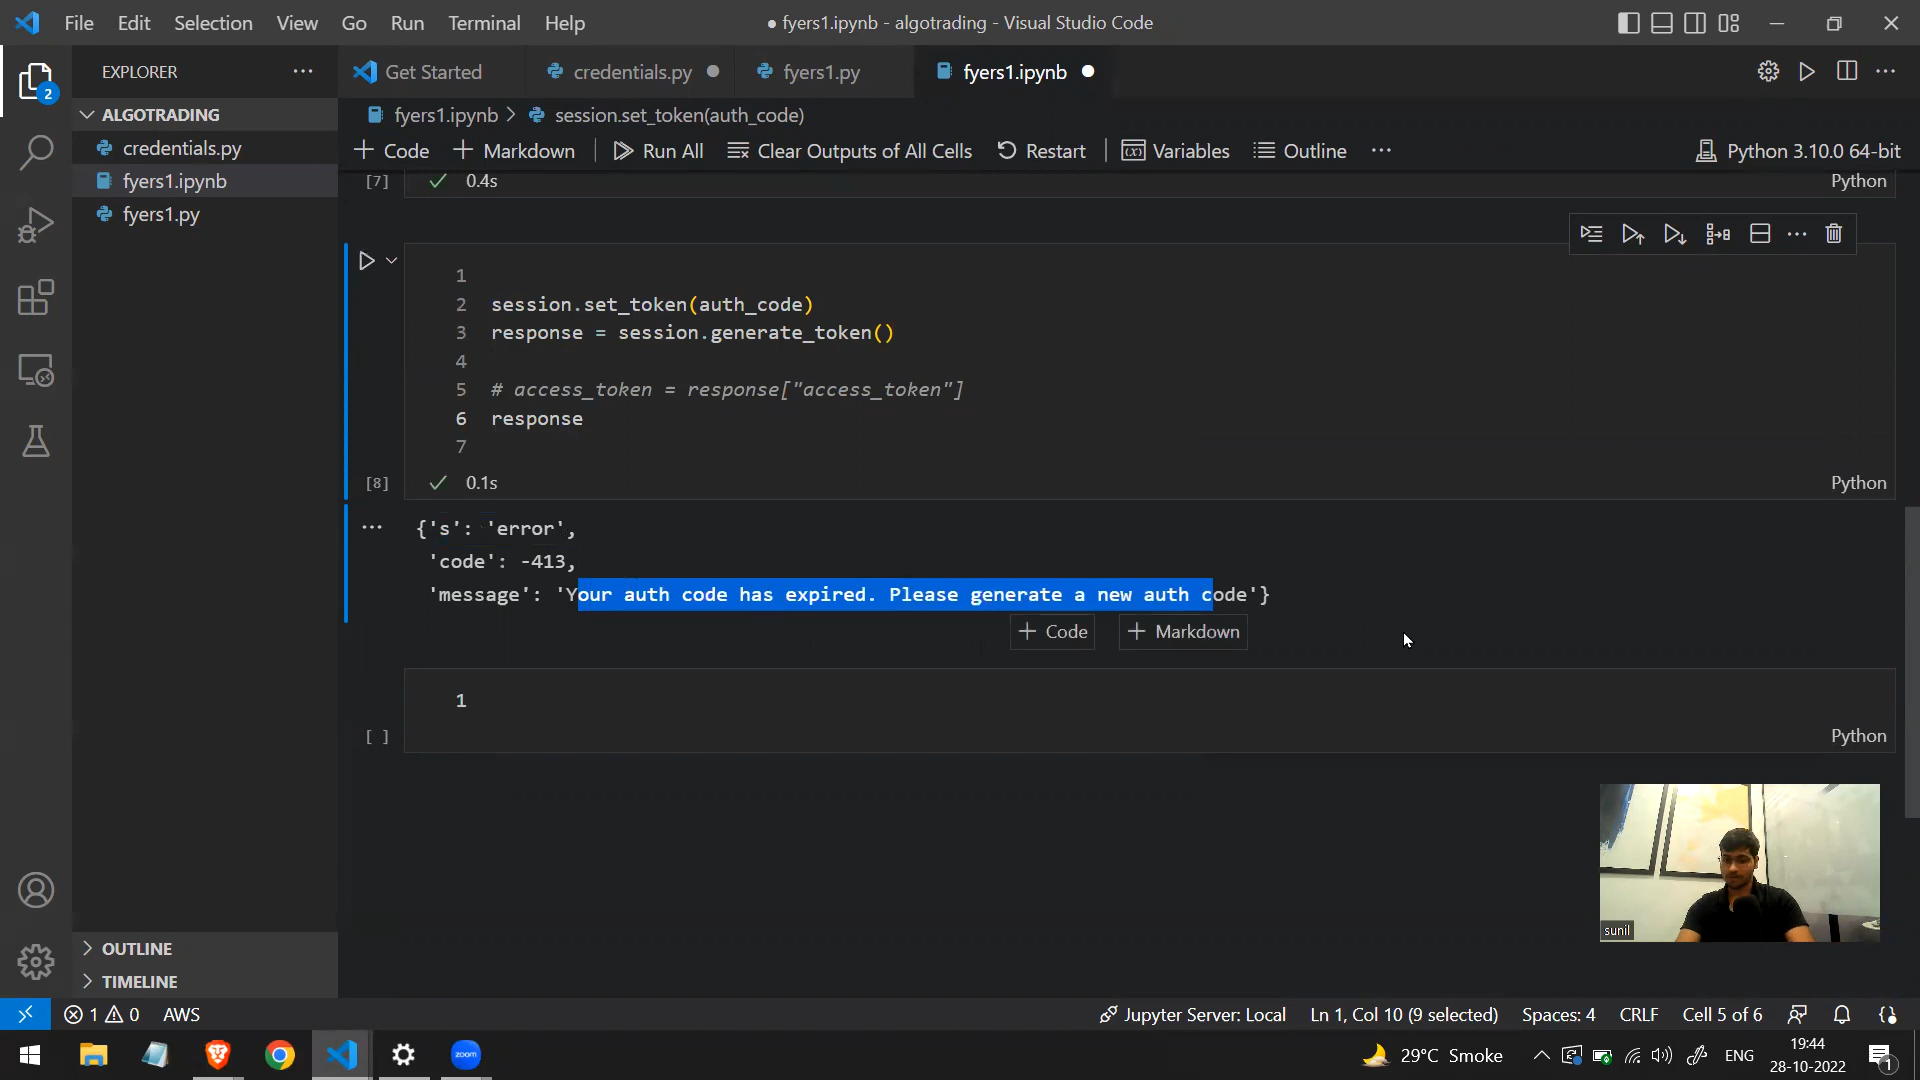 File Edit Selection View Go Run Terminal Help
● fyers1.ipynb - algotrading - Visual Studio Code
EXPLORER
Get Started
credentials.py
fyers1.py
fyers1.ipynb
ALGOTRADING
credentials.py
fyers1.ipynb
fyers1.py
fyers1.ipynb > session.set_token(auth_code)
+ Code + Markdown Run All Clear Outputs of All Cells Restart Variables Outline ...
Python 3.10.0 64-bit
[7] 0.4s Python
1
2 session.set_token(auth_code)
3 response = session.generate_token()
4
5 # access_token = response["access_token"]
6 response
7
[8] 0.1s Python
{'s': 'error',
'code': -413,
'message': 'Your auth code has expired. Please generate a new auth code'}
+ Code + Markdown
1
[ ] Python
sunil
OUTLINE
TIMELINE
1 0 AWS
Jupyter Server: Local Ln 1, Col 10 (9 selected) Spaces: 4 CRLF Cell 5 of 6
2
zoom
29°C Smoke
ENG
19:44
28-10-2022
1